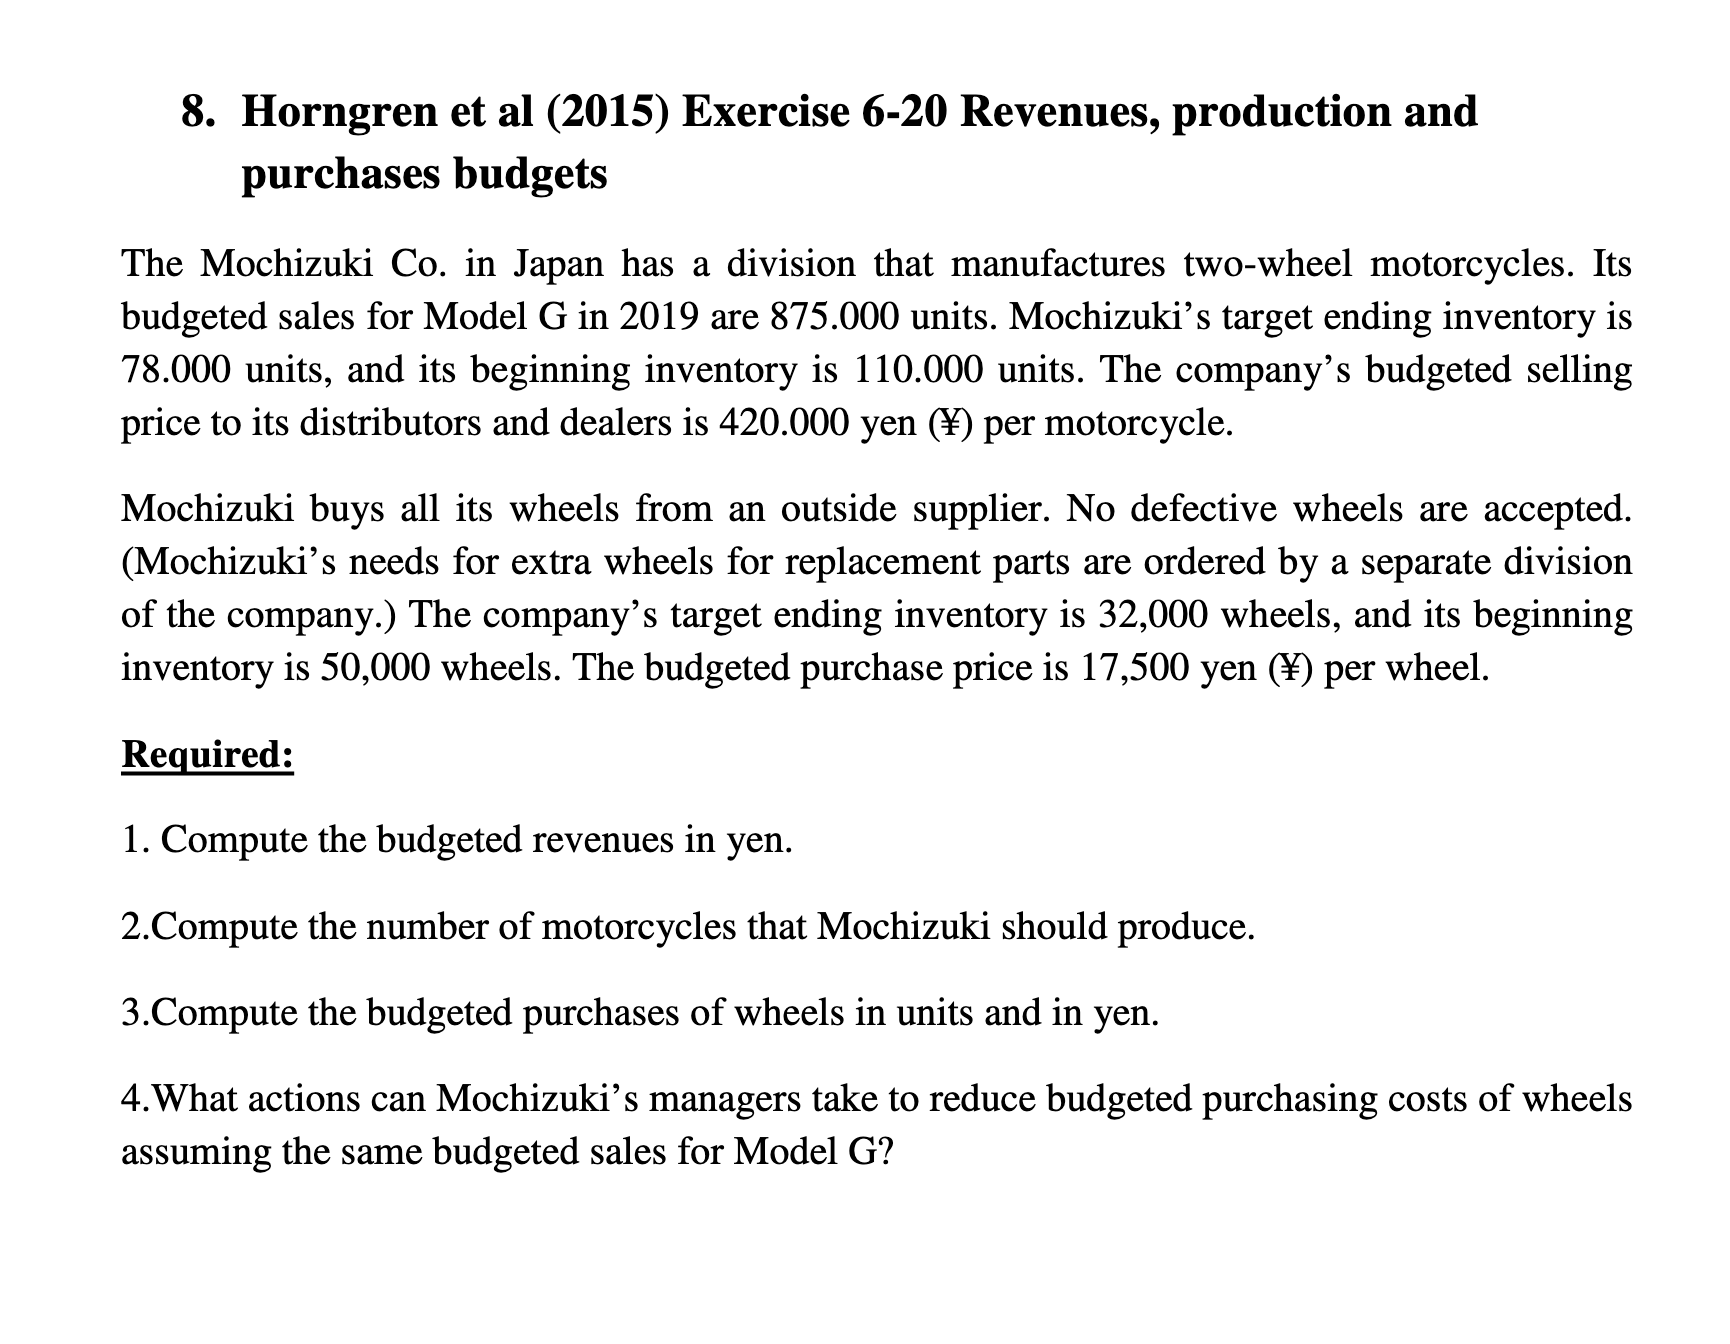 8. Horngren et al (2015) Exercise 6-20 Revenues, production and
purchases budgets
The Mochizuki Co. in Japan has a division that manufactures two-wheel motorcycles. Its
budgeted sales for Model G in 2019 are 875.000 units. Mochizuki’s target ending inventory is
78.000 units, and its beginning inventory is 110.000 units. The company’s budgeted selling
price to its distributors and dealers is 420.000 yen (¥) per motorcycle.
Mochizuki buys all its wheels from an outside supplier. No defective wheels are accepted.
(Mochizuki’s needs for extra wheels for replacement parts are ordered by a separate division
of the company.) The company’s target ending inventory is 32,000 wheels, and its beginning
inventory is 50,000 wheels. The budgeted purchase price is 17,500 yen (¥) per wheel.
Required:
1. Compute the budgeted revenues in yen.
2.Compute the number of motorcycles that Mochizuki should produce.
3.Compute the budgeted purchases of wheels in units and in yen.
4.What actions can Mochizuki’s managers take to reduce budgeted purchasing costs of wheels
assuming the same budgeted sales for Model G?